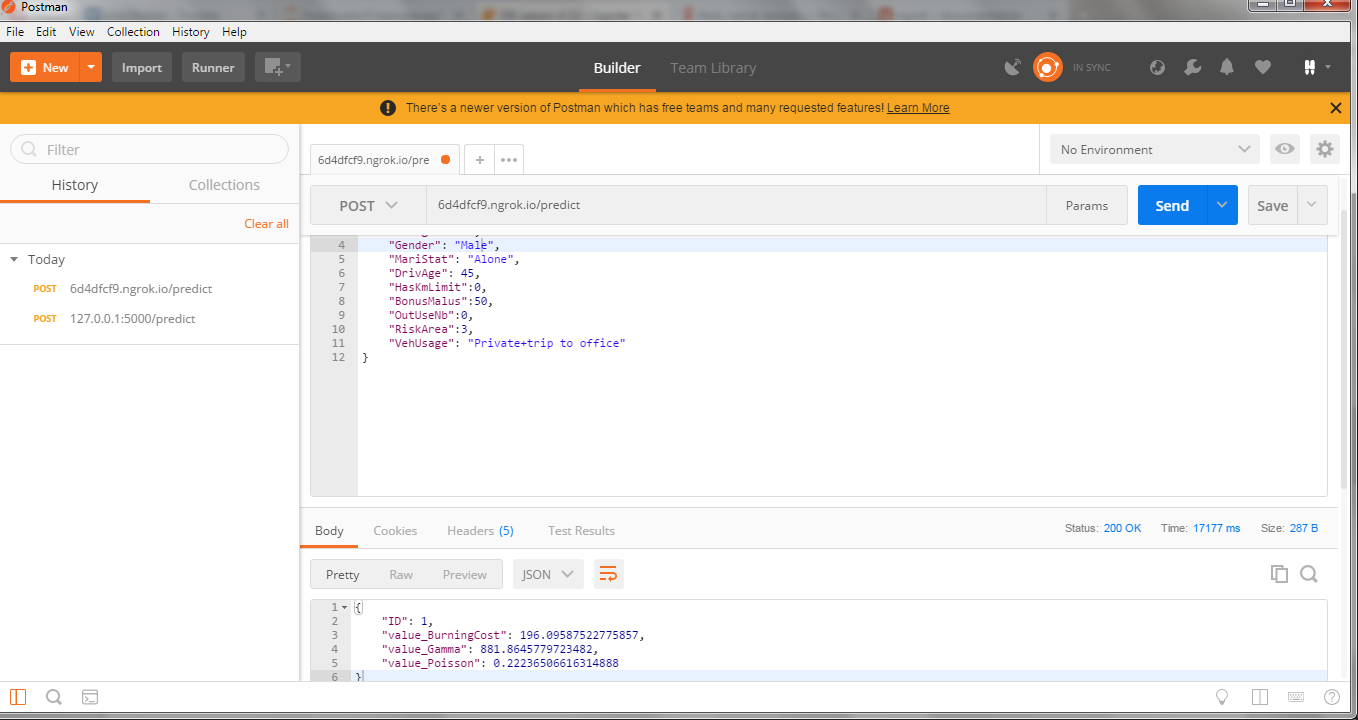 Postman
File Edit View Collection History Help
New Import Runner Builder Team Library IN SYNC
There's a newer version of Postman which has free teams and many requested features! Learn More
Filter
History Collections
Clear all
Today
POST 6d4dfcf9.ngrok.io/predict
POST 127.0.0.1:5000/predict
6d4dfcf9.ngrok.io/pre
No Environment
POST 6d4dfcf9.ngrok.io/predict Params Send Save
4 "Gender": "Male",
5 "MariStat": "Alone",
6 "DrivAge": 45,
7 "HasKmLimit":0,
8 "BonusMalus":50,
9 "OutUseNb":0,
10 "RiskArea":3,
11 "VehUsage": "Private+trip to office"
12 }
Body Cookies Headers (5) Test Results Status: 200 OK Time: 17177 ms Size: 287 B
Pretty Raw Preview JSON
1 {
2 "ID": 1,
3 "value_BurningCost": 196.09587522775857,
4 "value_Gamma": 881.8645779723482,
5 "value_Poisson": 0.22236506616314888
6 }